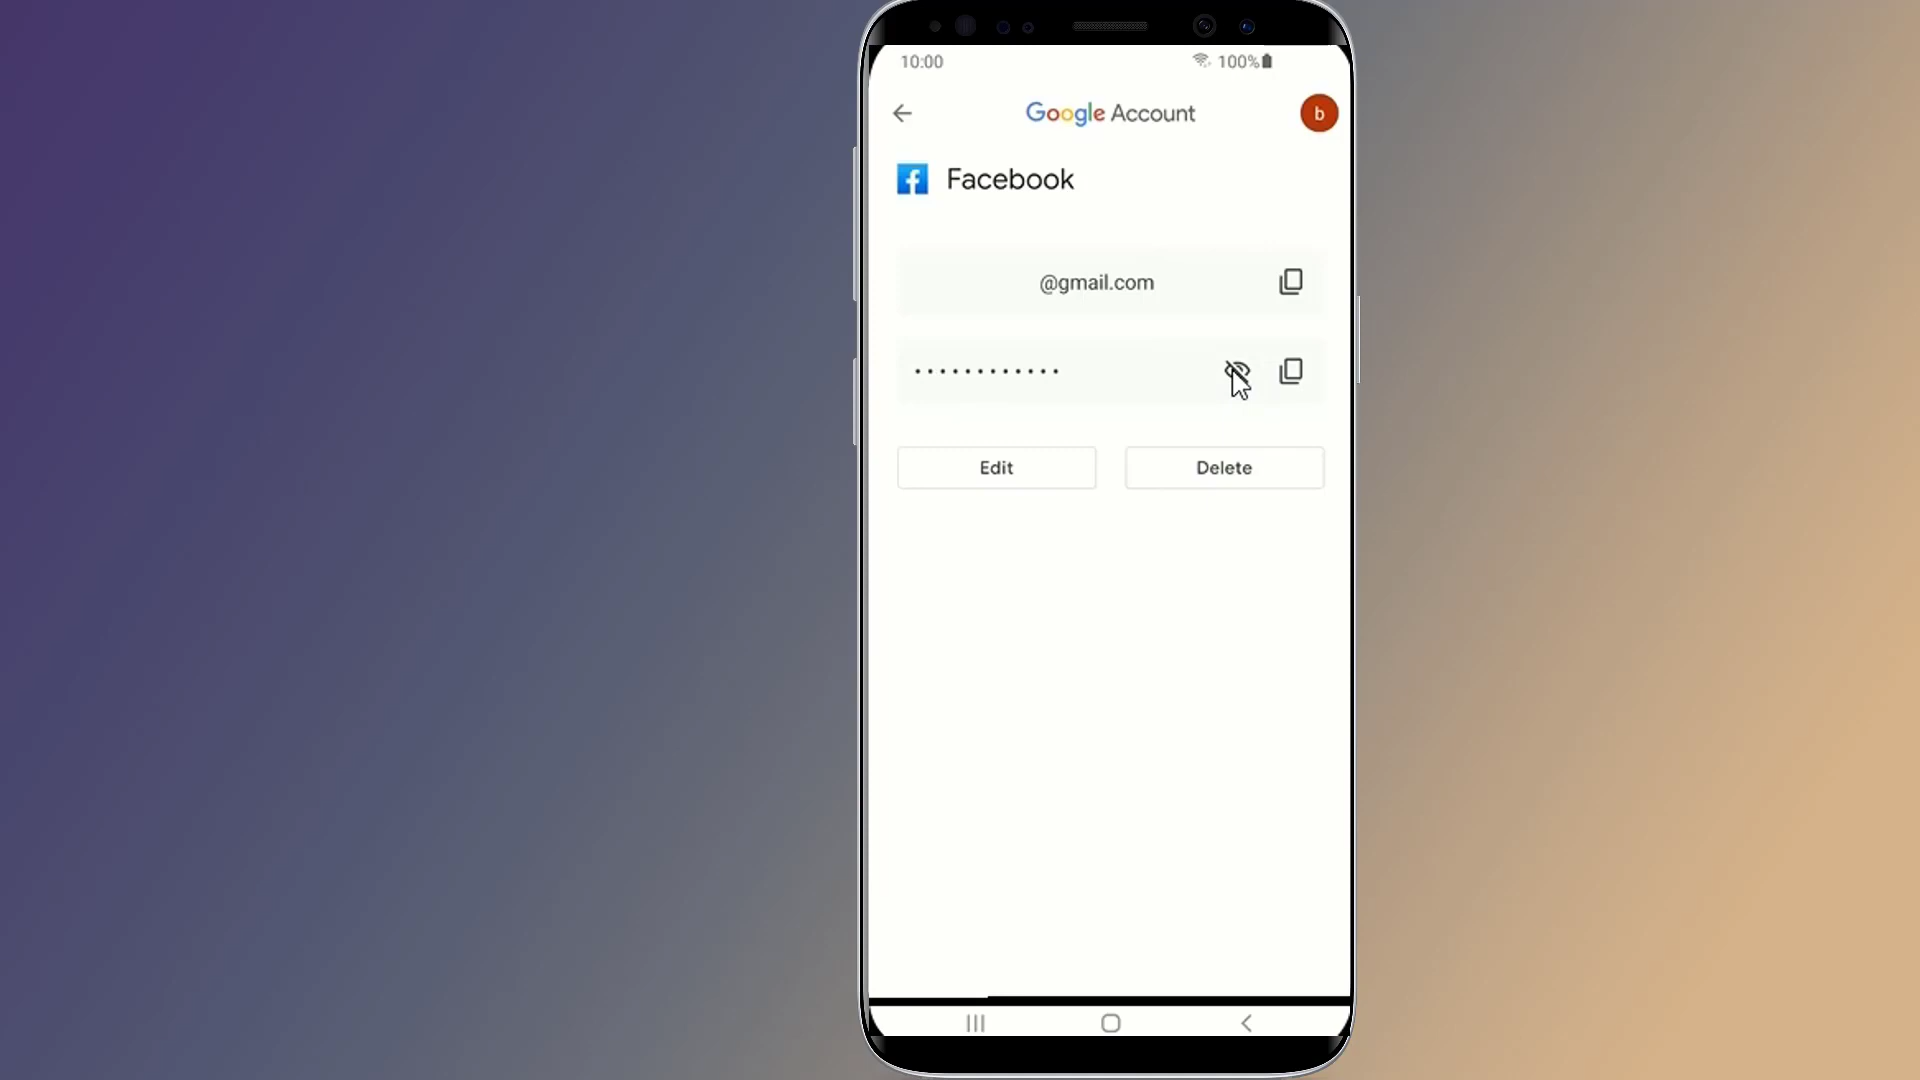 10:00 100%
Google Account b
Facebook
@gmail.com
............
Edit Delete